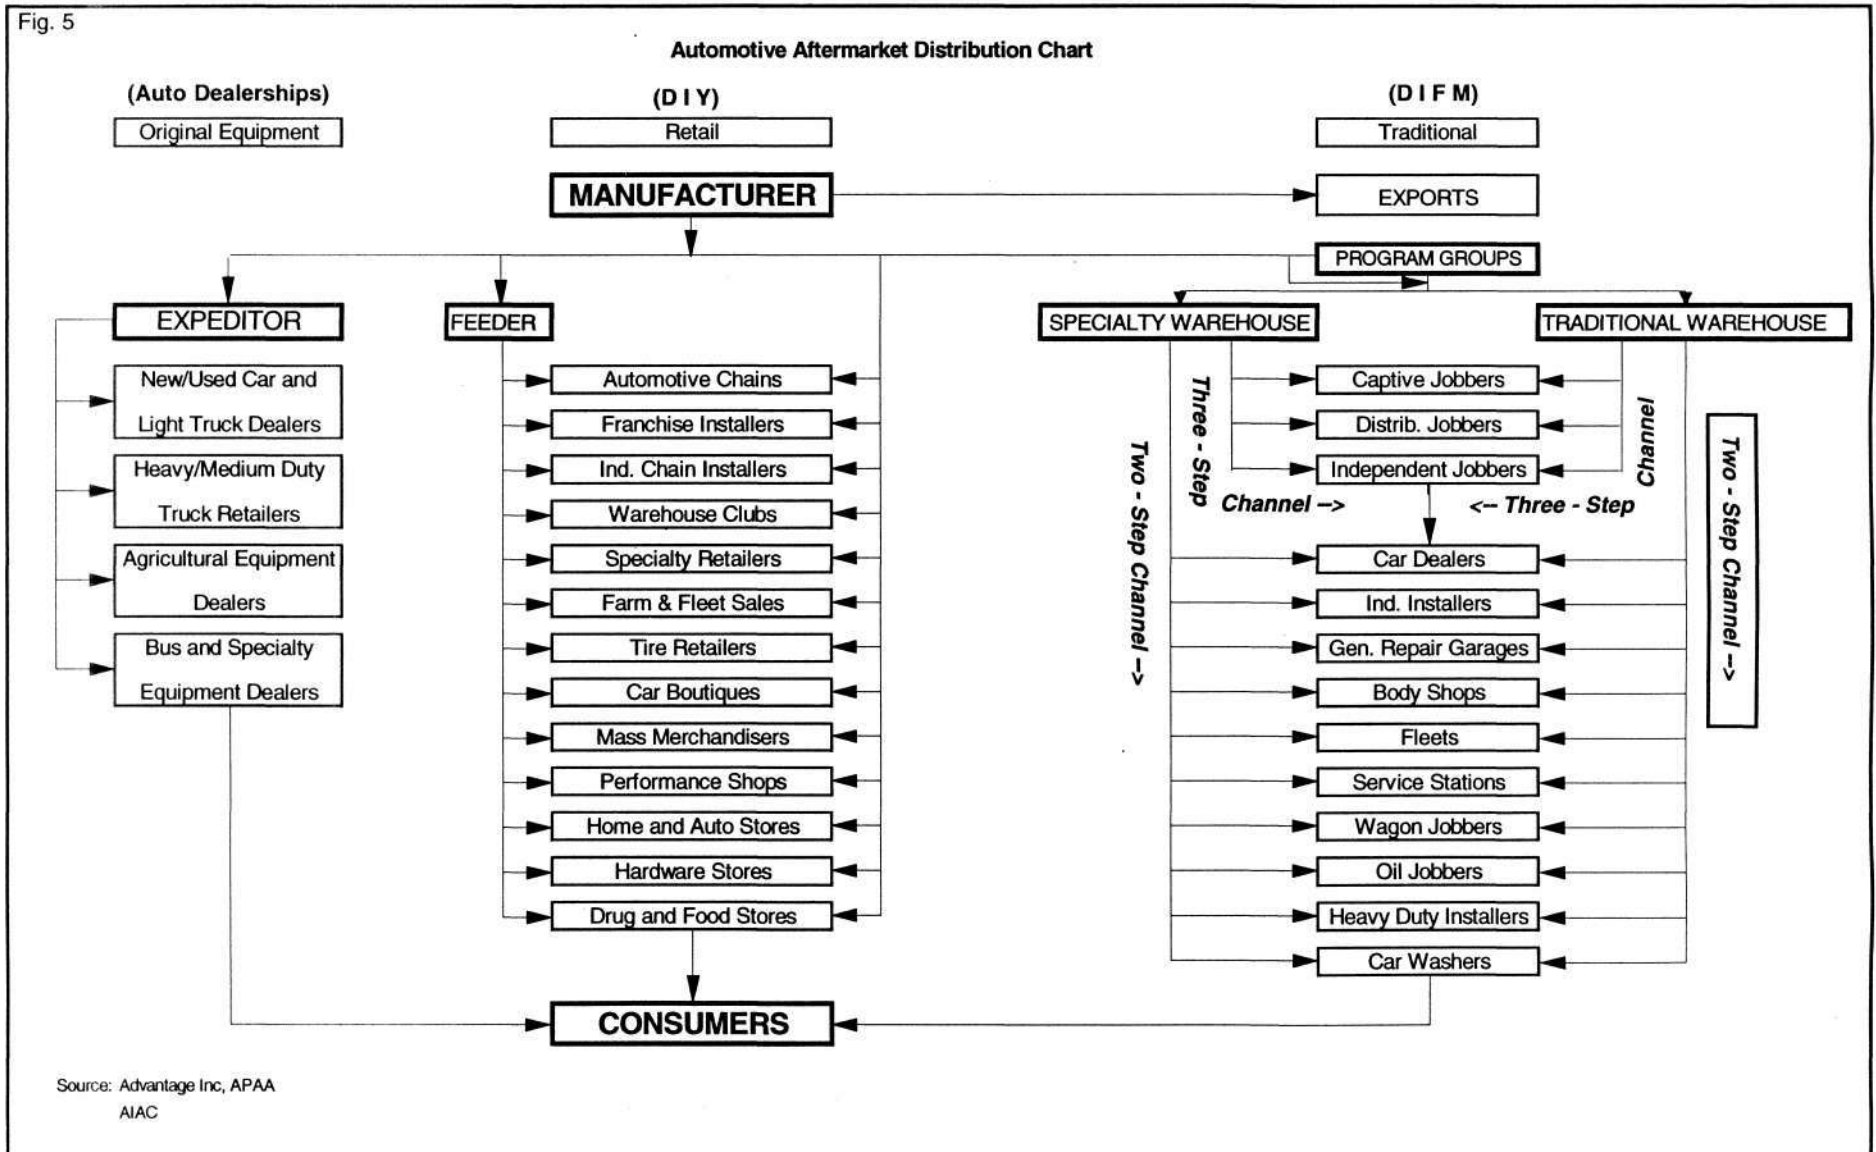 Fig. 5
Automotive Aftermarket Distribution Chart
(Auto Dealerships)
Original Equipment
(D I Y)
Retail
(D I F M)
Traditional
MANUFACTURER
EXPORTS
PROGRAM GROUPS
EXPEDITOR
FEEDER
SPECIALTY WAREHOUSE
TRADITIONAL WAREHOUSE
New/Used Car and
Light Truck Dealers
Heavy/Medium Duty
Truck Retailers
Agricultural Equipment
Dealers
Bus and Specialty
Equipment Dealers
Automotive Chains
Franchise Installers
Ind. Chain Installers
Warehouse Clubs
Specialty Retailers
Farm & Fleet Sales
Tire Retailers
Car Boutiques
Mass Merchandisers
Performance Shops
Home and Auto Stores
Hardware Stores
Drug and Food Stores
CONSUMERS
Two - Step Channel -->
Three - Step
Channel -->
Captive Jobbers
Distrib. Jobbers
Independent Jobbers
<-- Three - Step
Channel
Two - Step Channel -->
Car Dealers
Ind. Installers
Gen. Repair Garages
Body Shops
Fleets
Service Stations
Wagon Jobbers
Oil Jobbers
Heavy Duty Installers
Car Washers
Source: Advantage Inc, APAA
AIAC